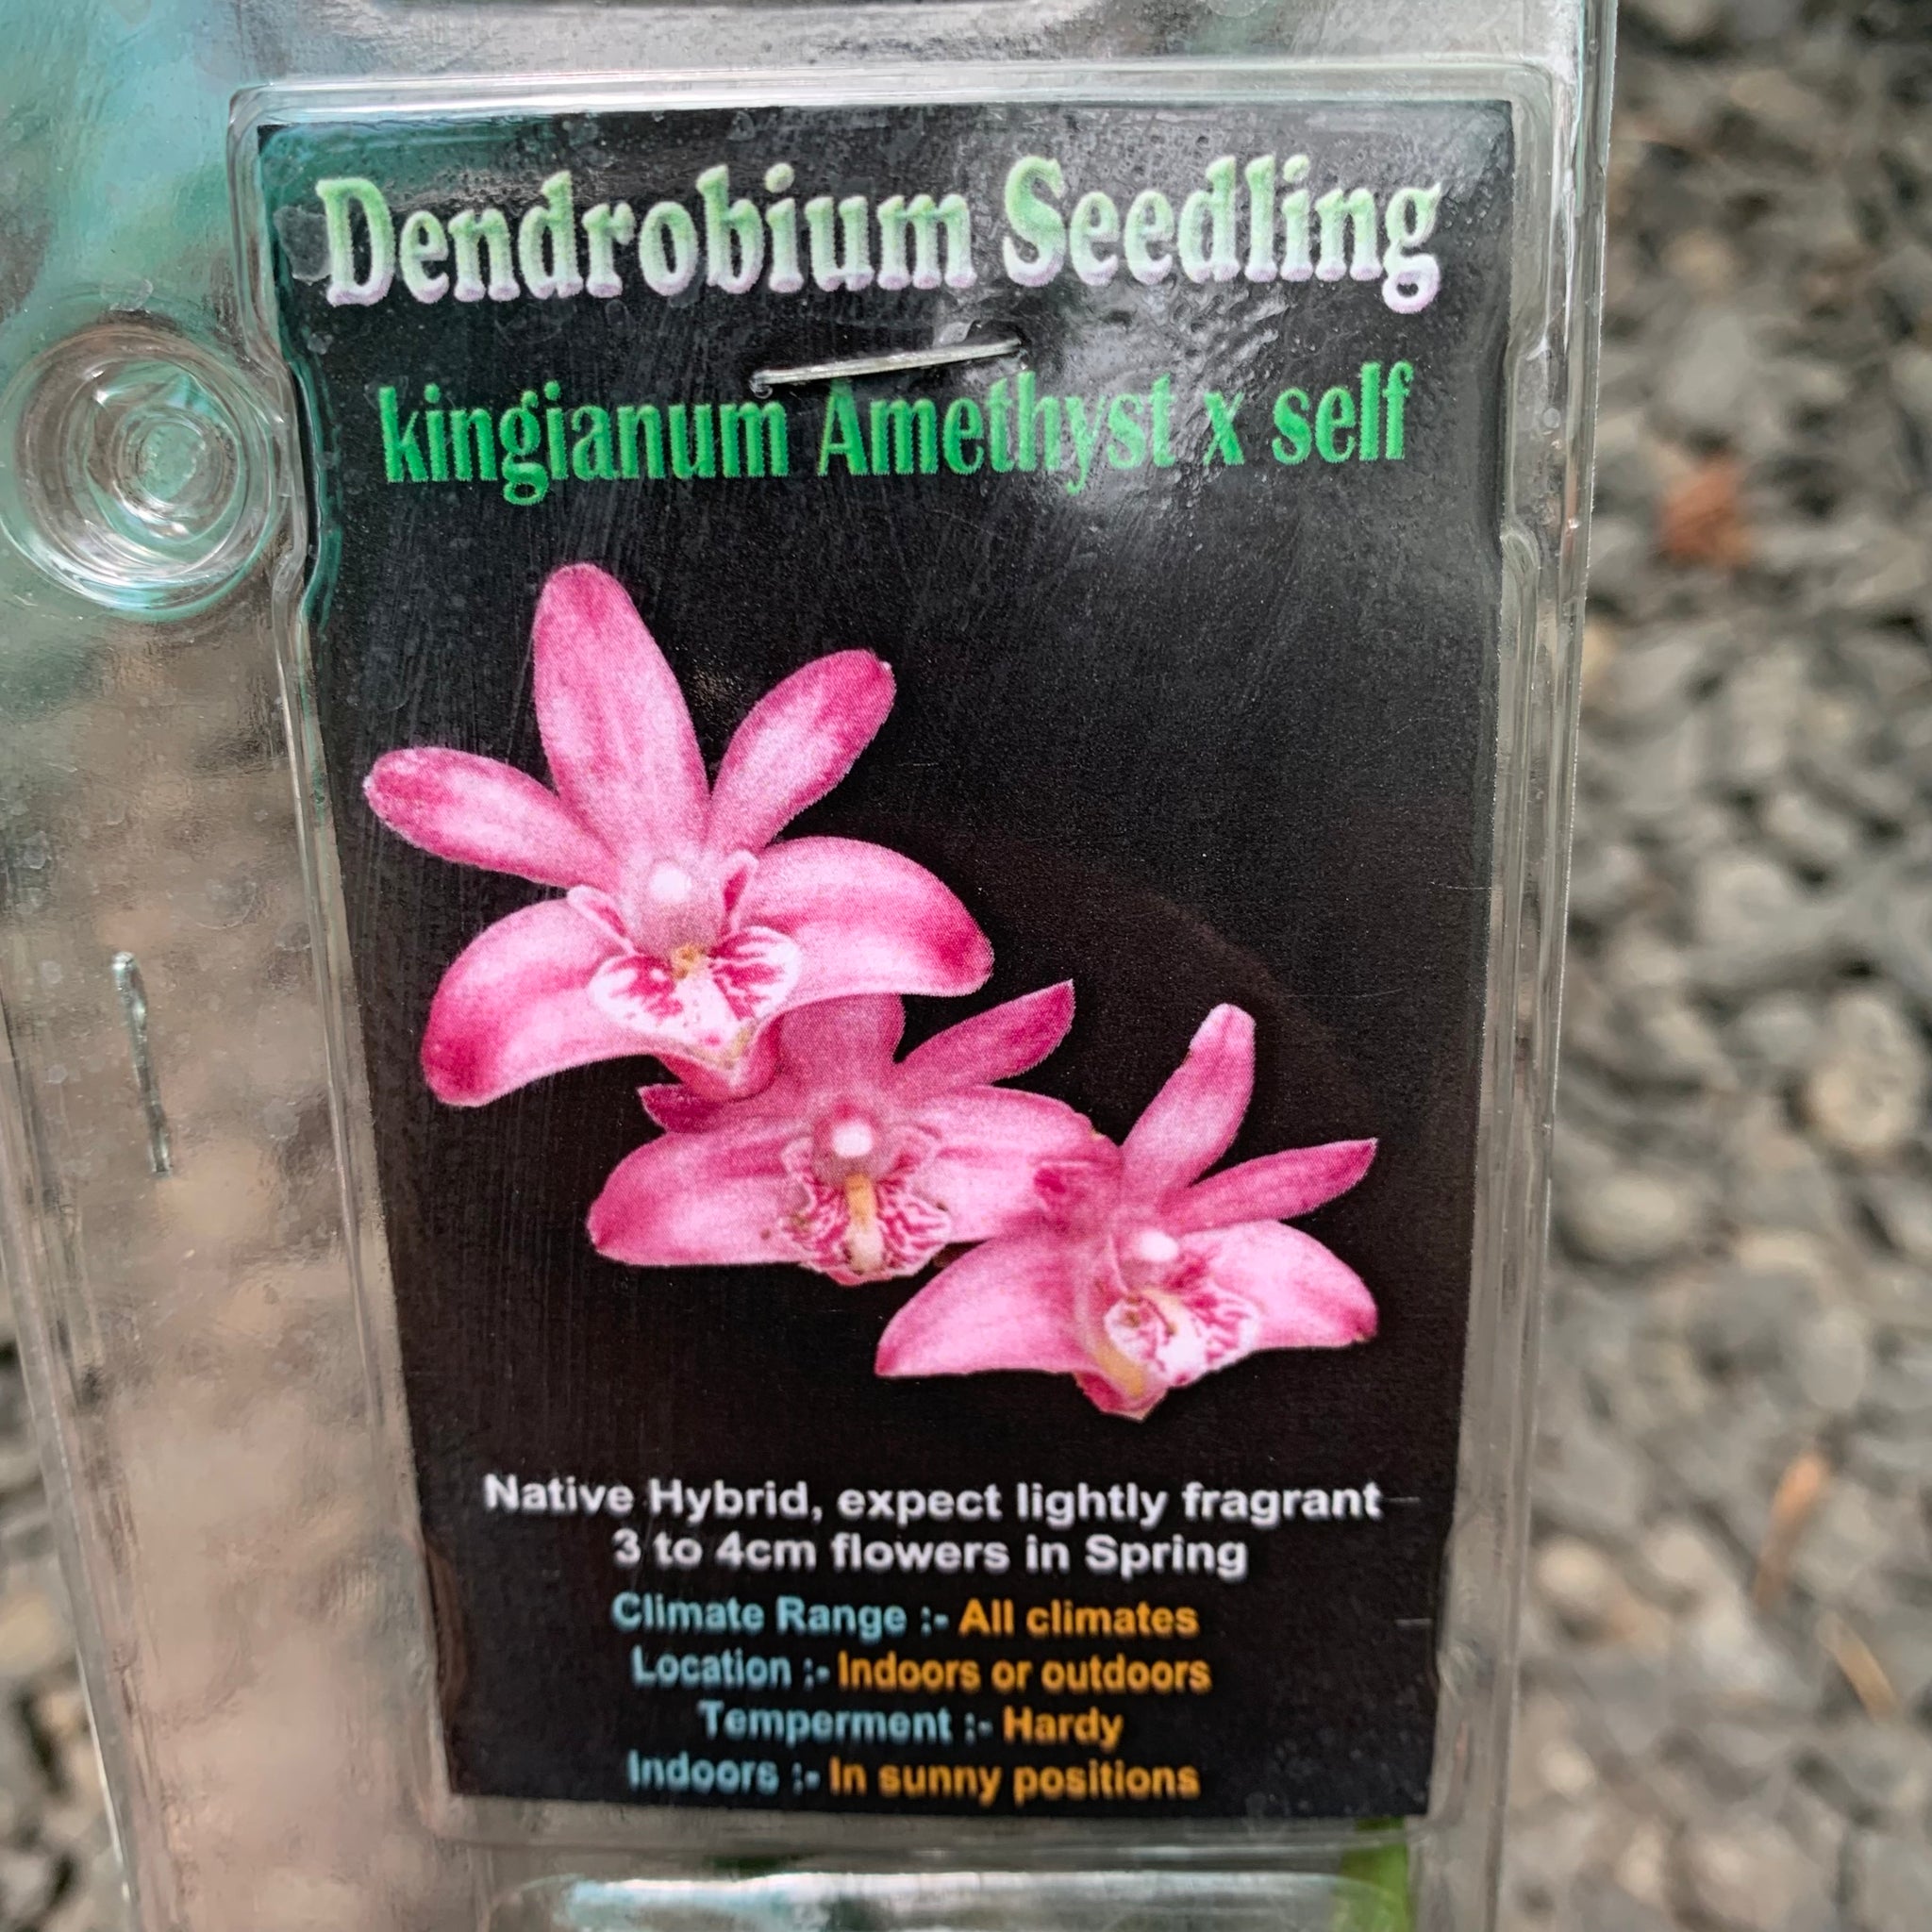 Dendrobium Seedling
kingianum Amethyst x self
Native Hybrid, expect lightly fragrant
3 to 4cm flowers in Spring
Climate Range :- All climates
Location :- Indoors or outdoors
Temperment :- Hardy
Indoors :- In sunny positions